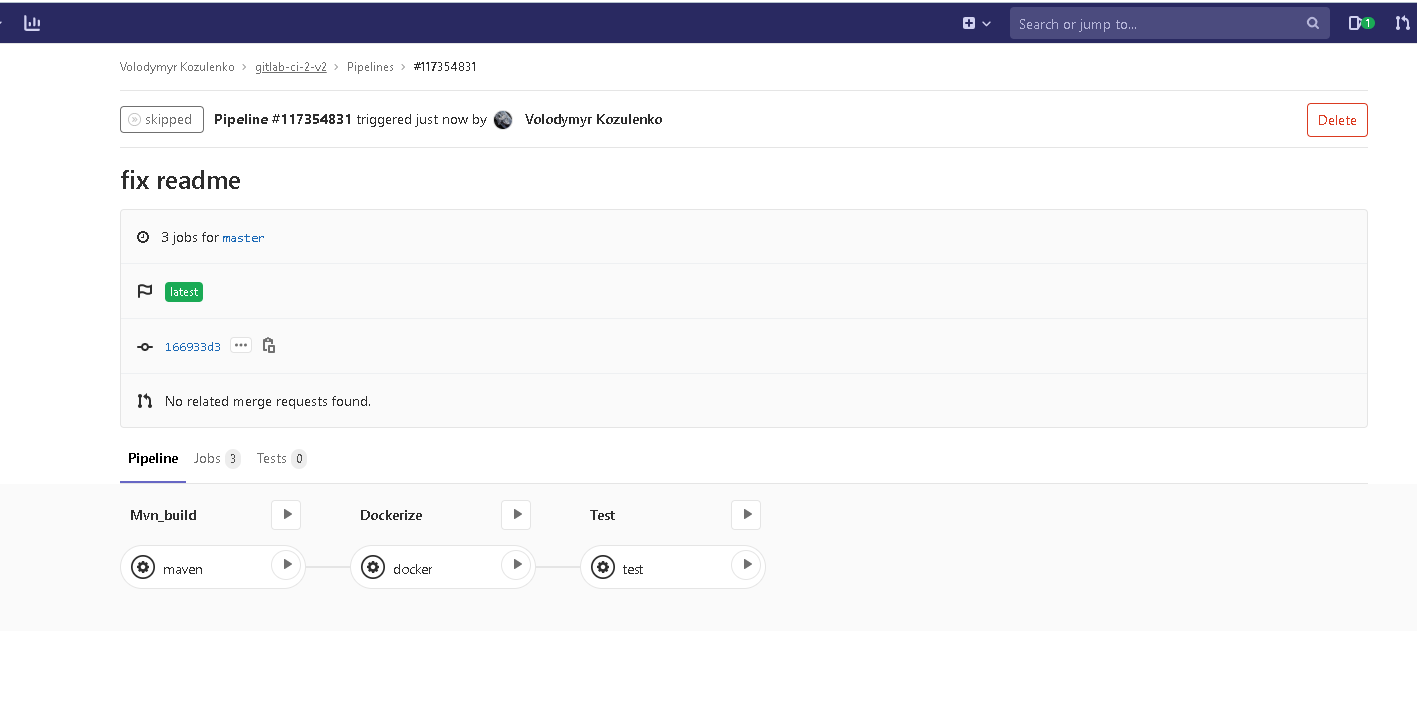 Search or jump to...
1
Volodymyr Kozulenko > gitlab-ci-2-v2 > Pipelines > #117354831
skipped Pipeline #117354831 triggered just now by Volodymyr Kozulenko
Delete
fix readme
3 jobs for master
latest
166933d3 ...
No related merge requests found.
Pipeline Jobs 3 Tests 0
Mvn_build Dockerize Test
maven docker test